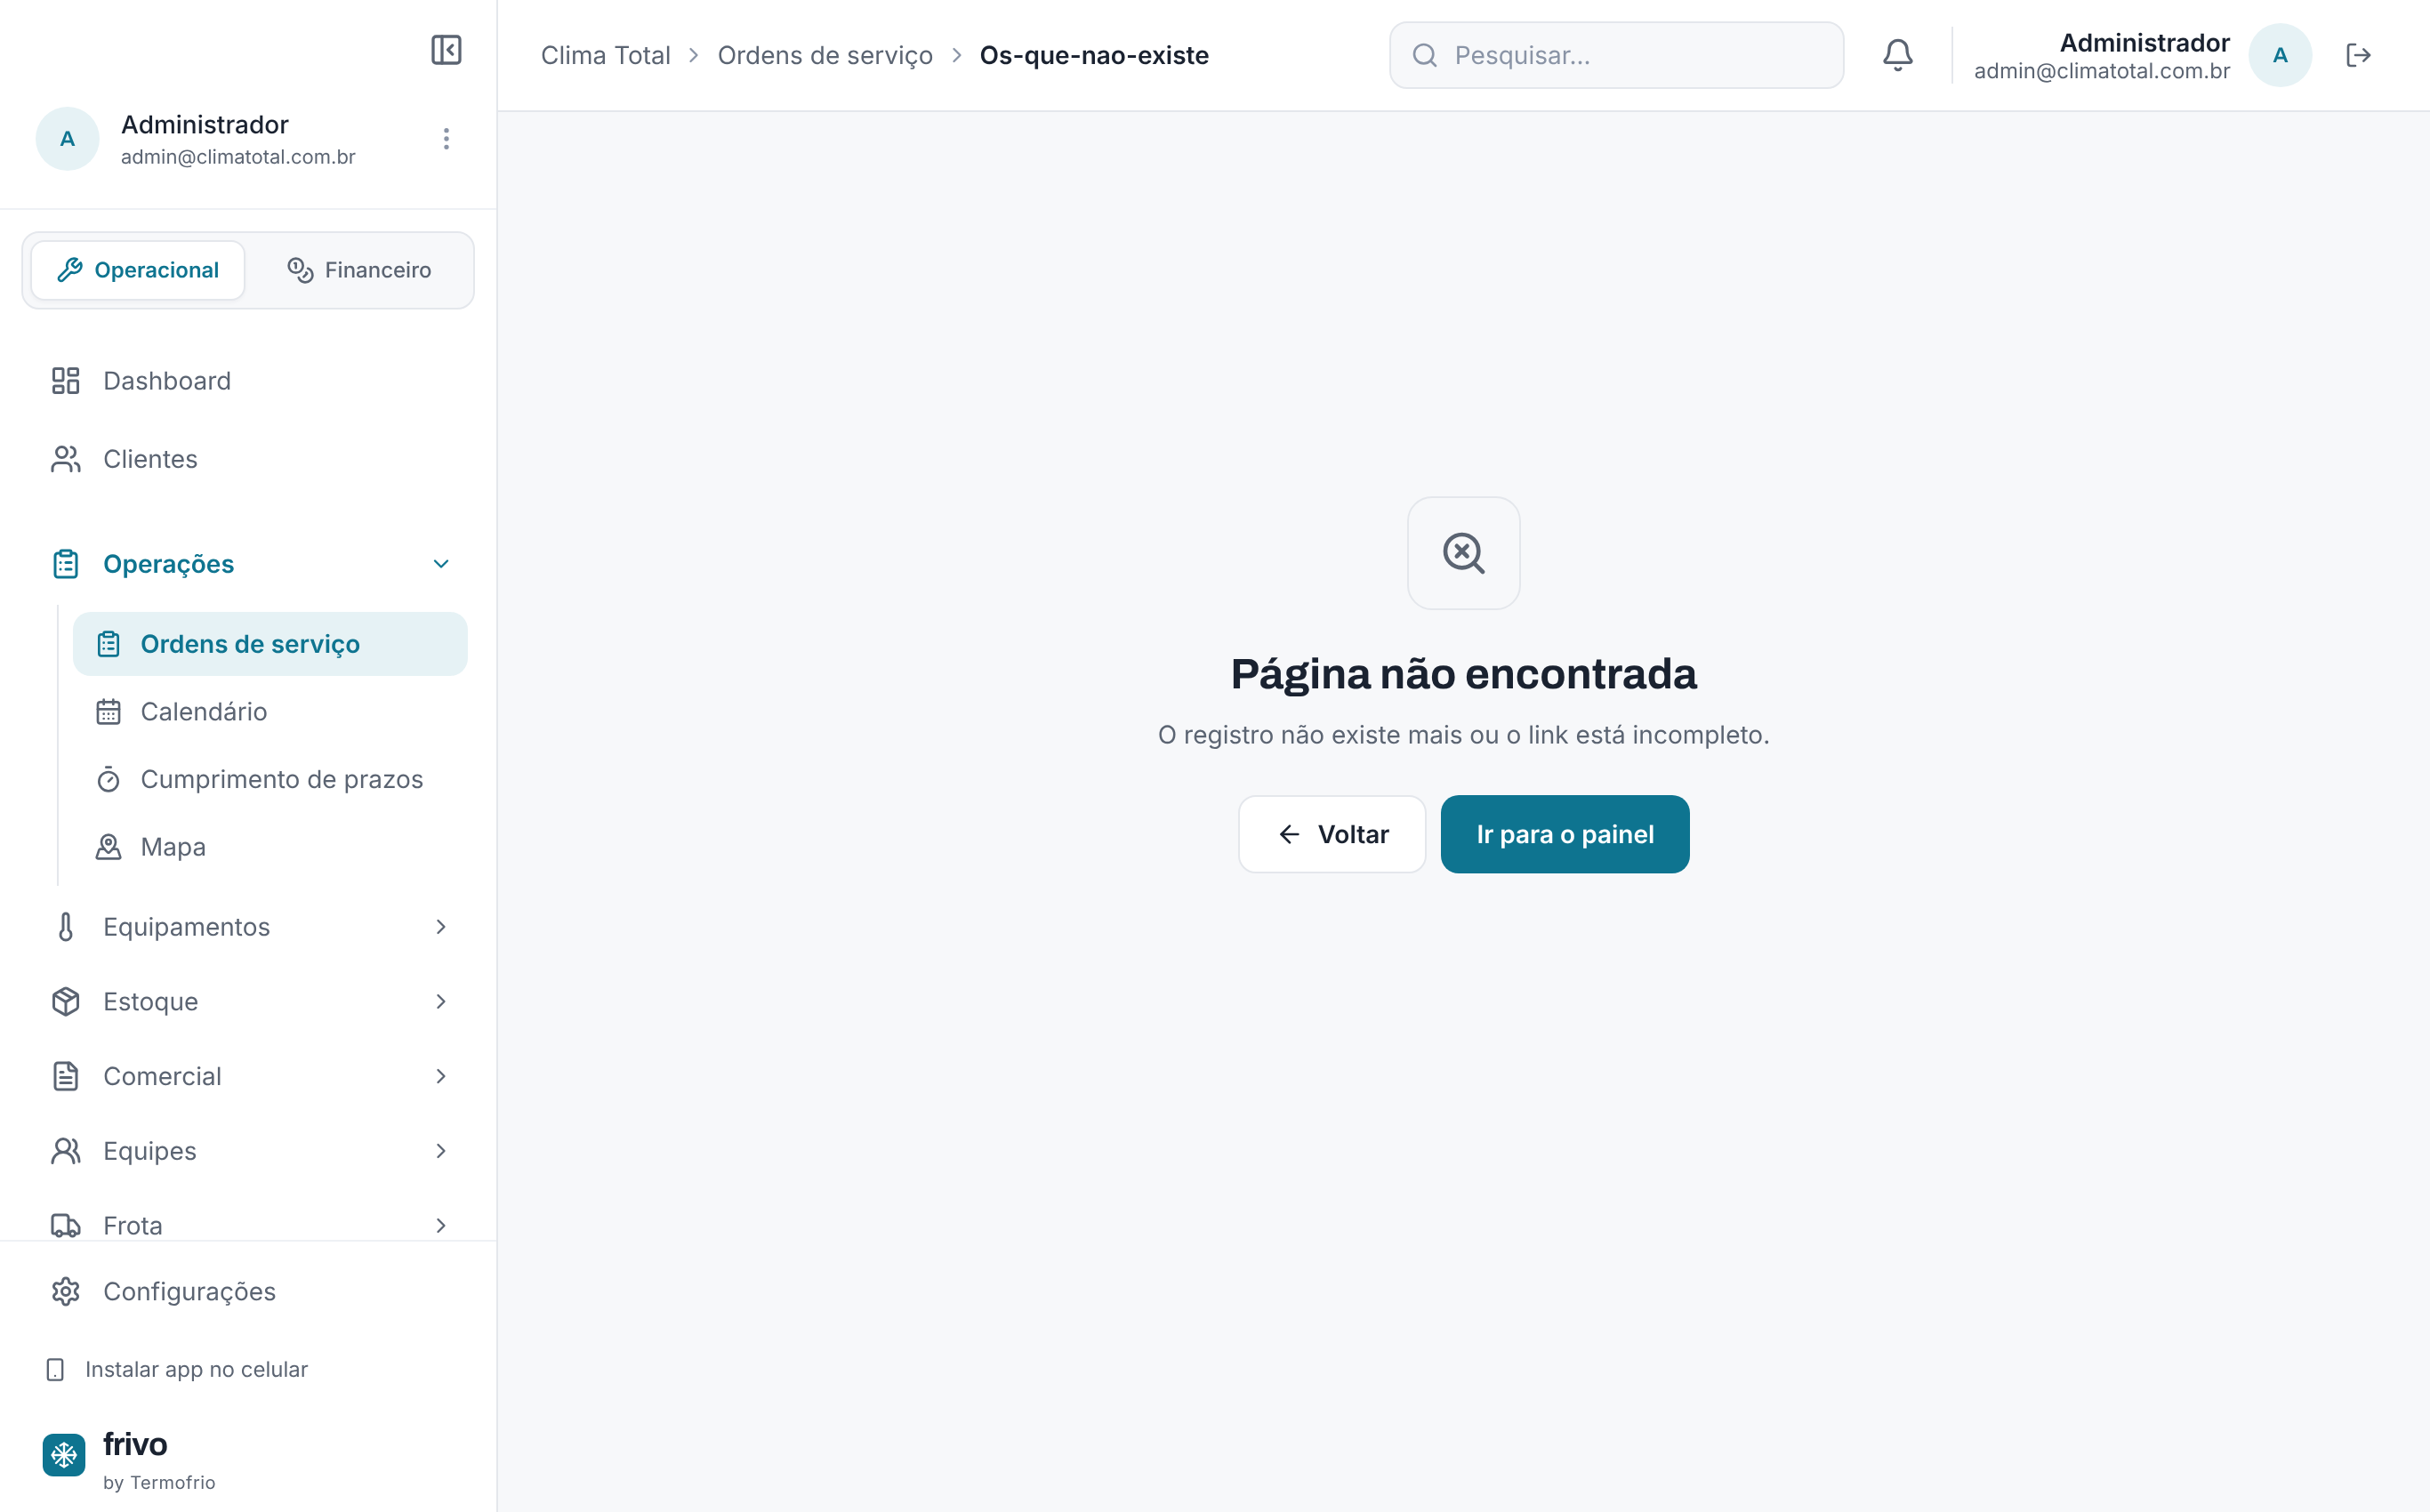 Clima Total > Ordens de serviço > Os-que-nao-existe
Pesquisar...
Administrador
admin@climatotal.com.br
A
A
Administrador
admin@climatotal.com.br
Operacional
Financeiro
Dashboard
Clientes
Operações
Ordens de serviço
Calendário
Cumprimento de prazos
Mapa
Equipamentos
Estoque
Comercial
Equipes
Frota
Configurações
Instalar app no celular
frivo
by Termofrio
Página não encontrada
O registro não existe mais ou o link está incompleto.
Voltar
Ir para o painel